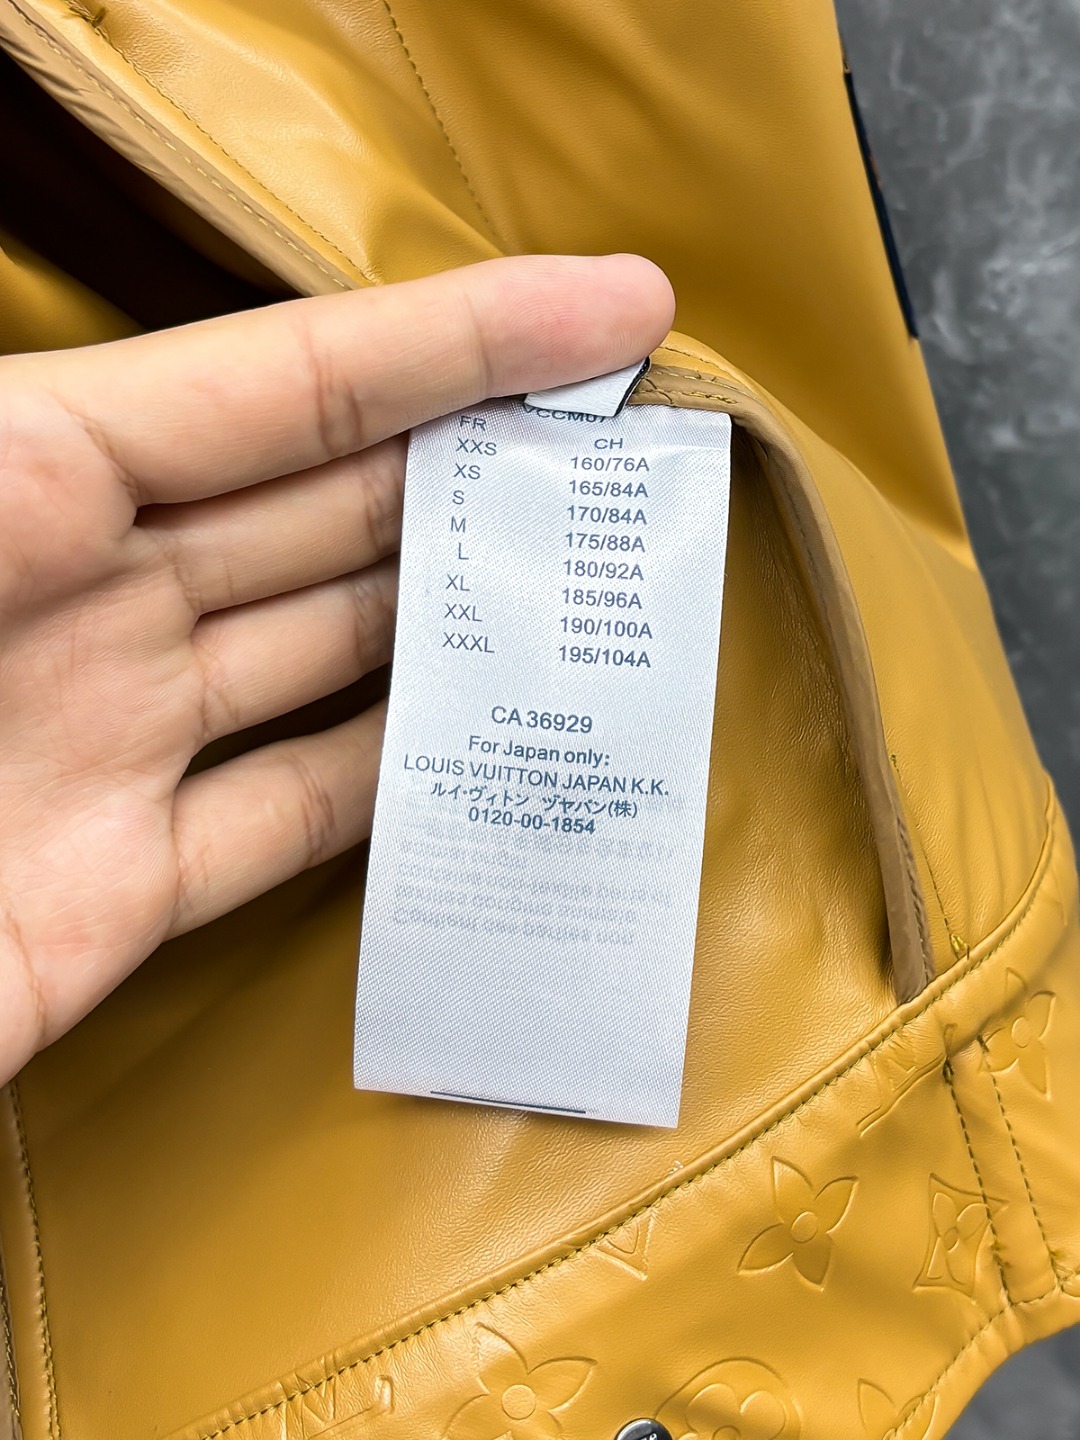 FR CH
XXS 160/76A
XS 165/84A
S 170/84A
M 175/88A
L 180/92A
XL 185/96A
XXL 190/100A
XXXL 195/104A
CA 36929
For Japan only:
LOUIS VUITTON JAPAN K.K.
ルイ・ヴィトン ヅヤパン(株)
0120-00-1854